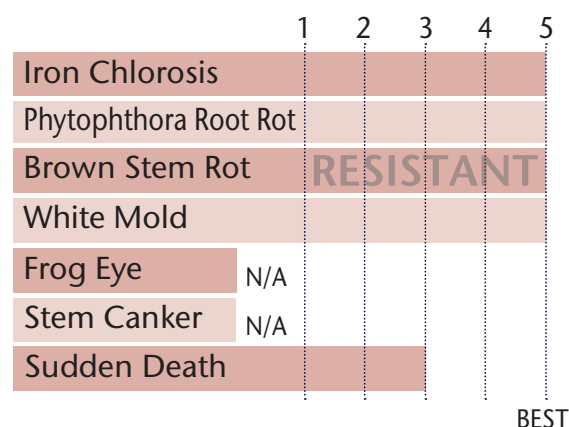 1 2 3 4 5
Iron Chlorosis
Phytophthora Root Rot
Brown Stem Rot RESISTANT
White Mold
Frog Eye N/A
Stem Canker N/A
Sudden Death
BEST